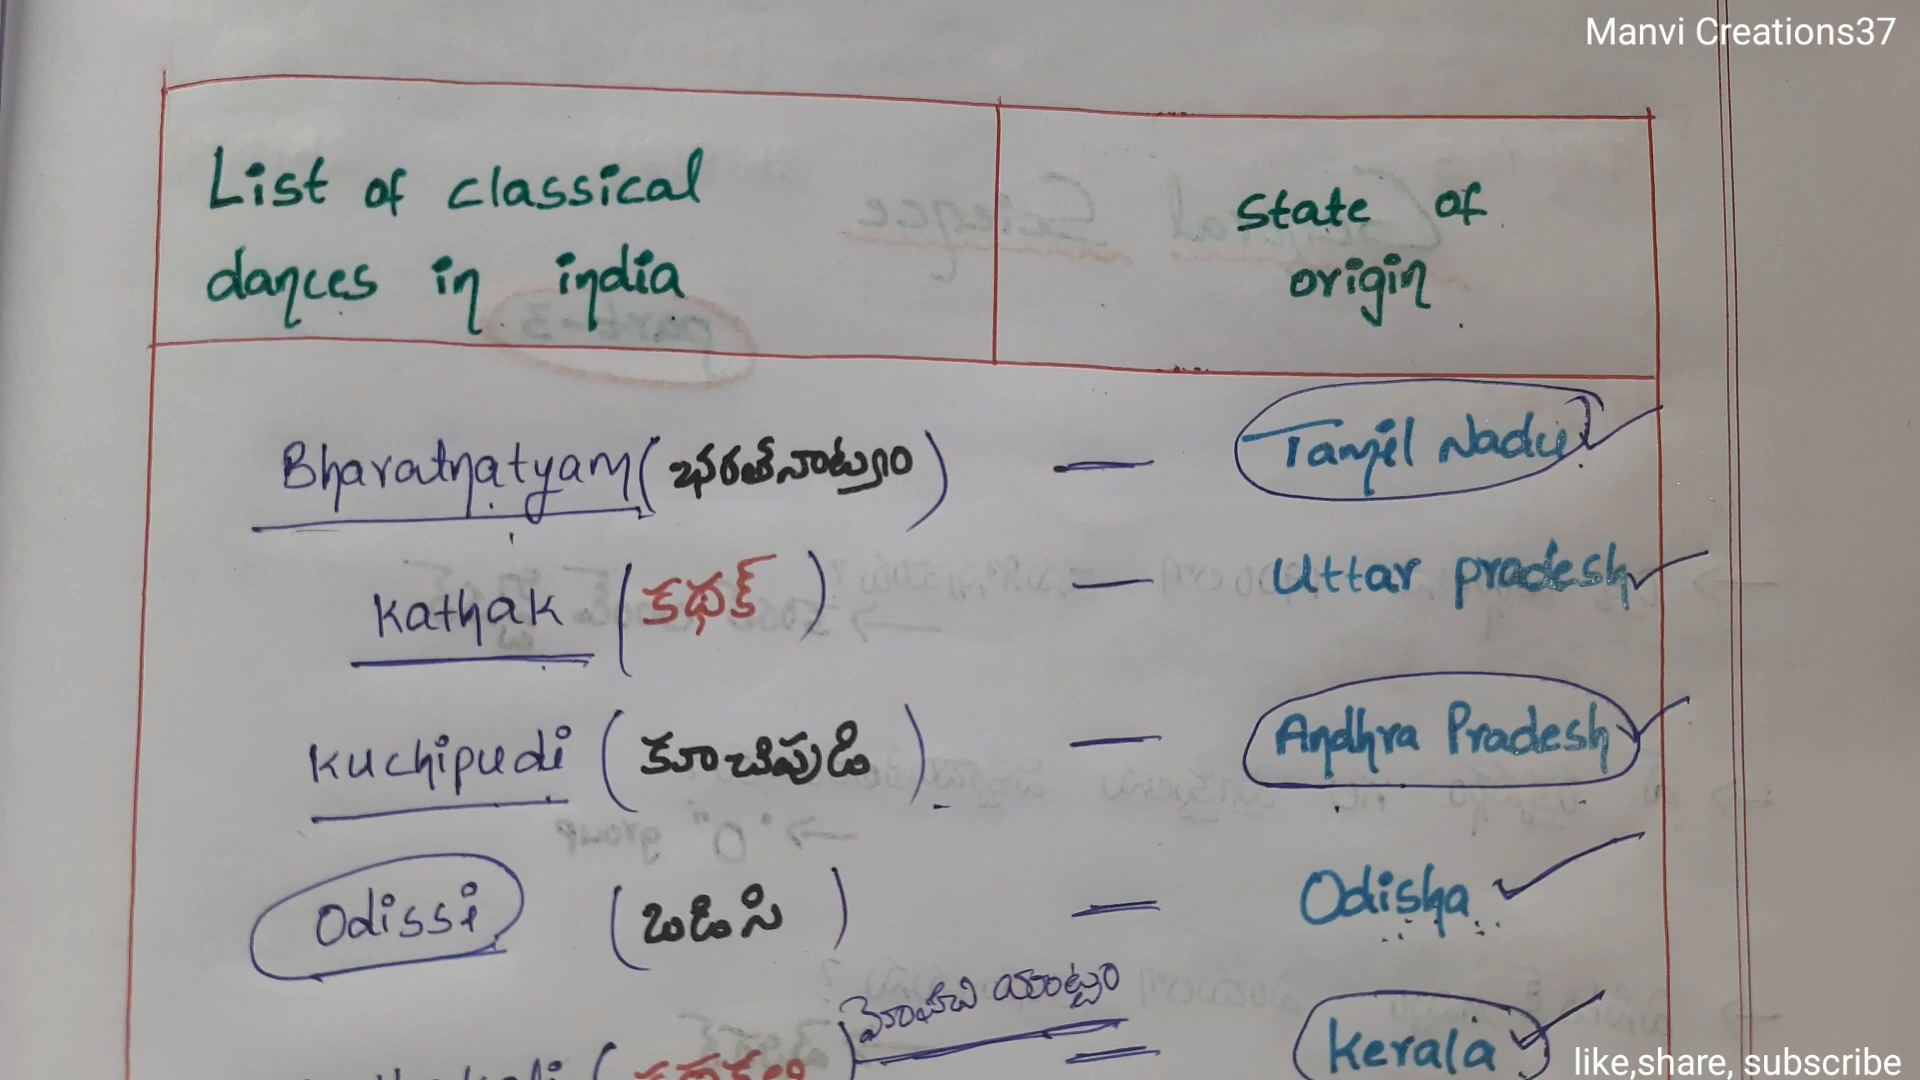 Manvi Creations37
List of classical
dances in india
State of
origin
Bharatnatyam (భరత్నాట్యం) — Tamil Nadu
Kathak (కథక్) — Uttar pradesh
Kuchipudi (కూచిపుడి) — Andhra Pradesh
Odissi (ఒడిసి) — Odisha
— Kerala
like,share, subscribe